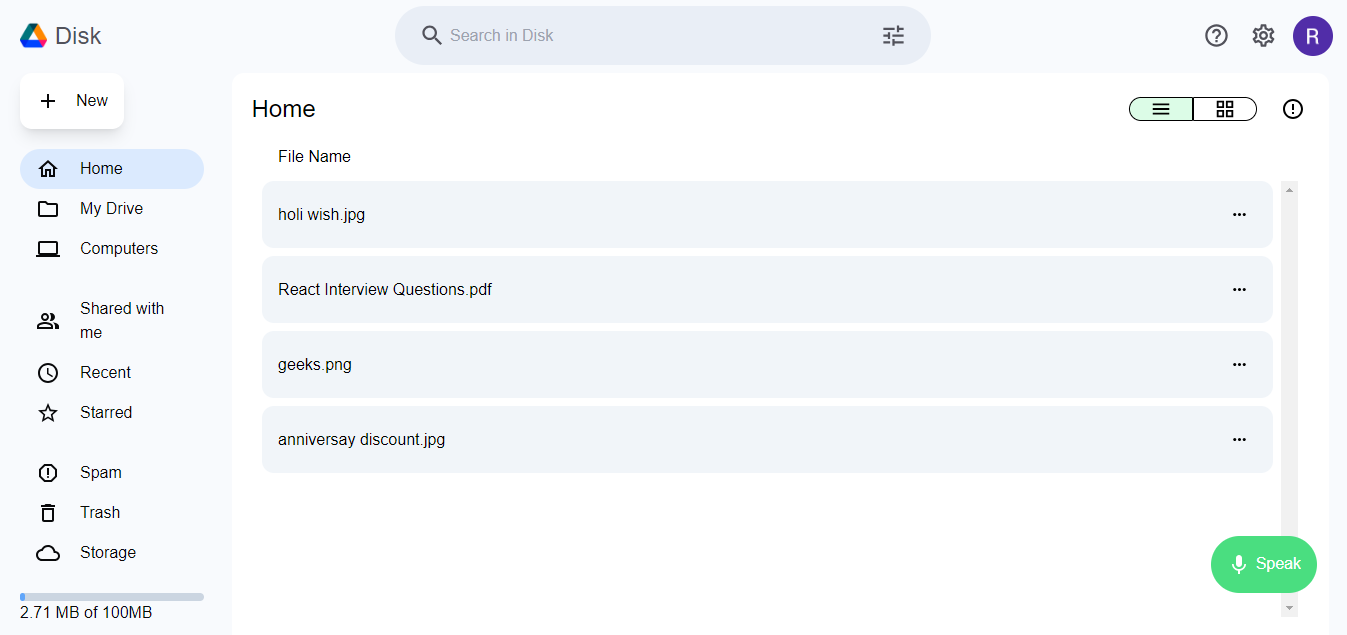 Disk
Search in Disk
R
New
Home
My Drive
Computers
Shared with
me
Recent
Starred
Spam
Trash
Storage
2.71 MB of 100MB
Home
File Name
holi wish.jpg
React Interview Questions.pdf
geeks.png
anniversay discount.jpg
Speak